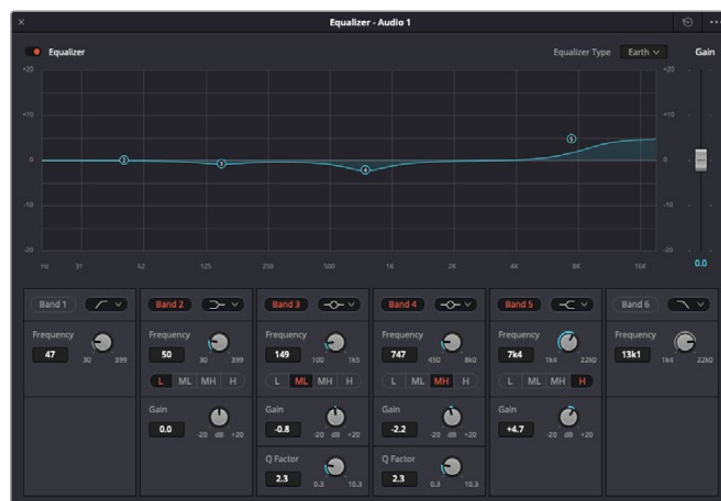 Equalizer - Audio 1
Equalizer
Equalizer Type Earth Gain
+20 +20
+10 +10
0 0
-10 -10
-20 -20
Hz 31 62 125 250 500 1K 2K 4K 8K 16K
2 3 4 5
0.0
Band 1 Band 2 Band 3 Band 4 Band 5 Band 6
Frequency Frequency Frequency Frequency Frequency Frequency
47 30 399 50 30 399 149 100 1k5 747 450 8k0 7k4 1k4 22k0 13k1 1k4 22k0
L ML MH H L ML MH H L ML MH H L ML MH H
Gain Gain Gain Gain
0.0 -20 dB +20 -0.8 -20 dB +20 -2.2 -20 dB +20 +4.7 -20 dB +20
Q Factor Q Factor
2.3 0.3 10.3 2.3 0.3 10.3